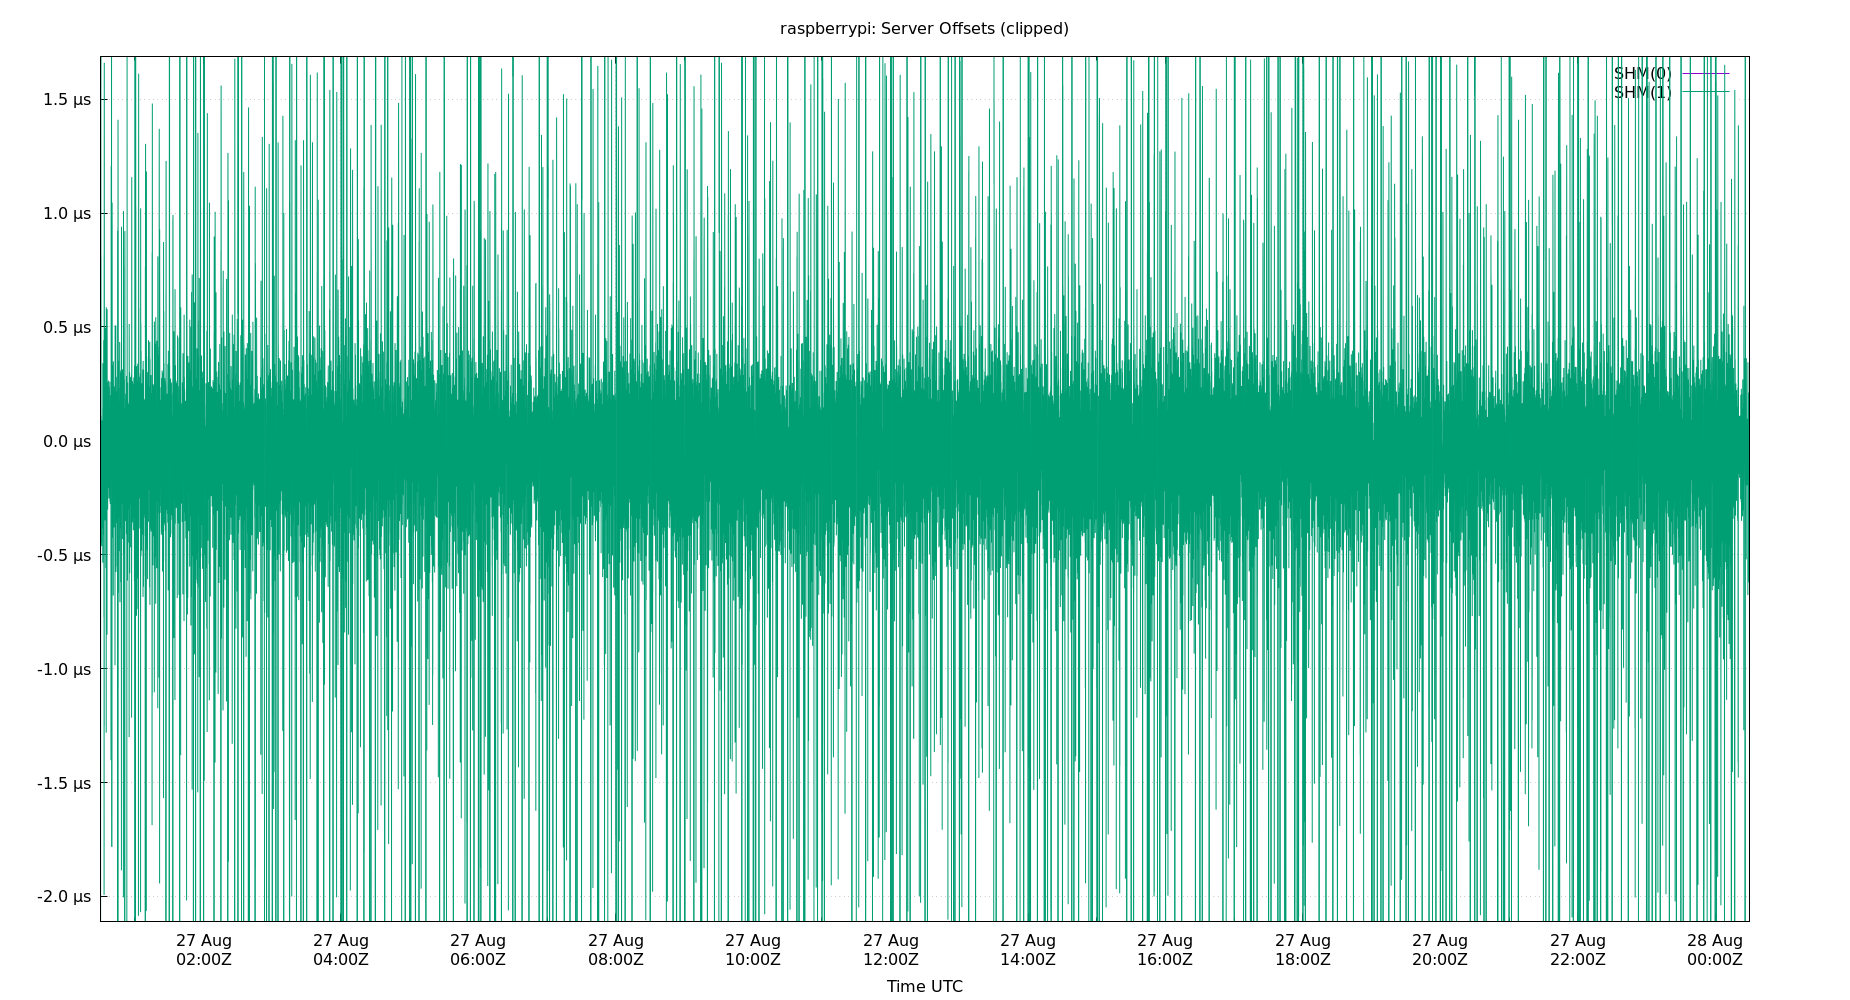 raspberrypi: Server Offsets (clipped)
SHM(0)
SHM(1)
1.5 µs
1.0 µs
0.5 µs
0.0 µs
-0.5 µs
-1.0 µs
-1.5 µs
-2.0 µs
27 Aug 27 Aug 27 Aug 27 Aug 27 Aug 27 Aug 27 Aug 27 Aug 27 Aug 27 Aug 27 Aug 28 Aug
02:00Z 04:00Z 06:00Z 08:00Z 10:00Z 12:00Z 14:00Z 16:00Z 18:00Z 20:00Z 22:00Z 00:00Z
Time UTC